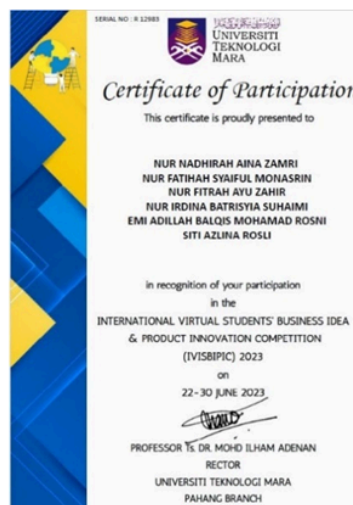 SERIAL NO : R 12983
UNIVERSITI
TEKNOLOGI
MARA
Certificate of Participation
This certificate is proudly presented to
NUR NADHIRAH AINA ZAMRI
NUR FATIHAH SYAIFUL MONASRIN
NUR FITRAH AYU ZAHIR
NUR IRDINA BATRISYIA SUHAIMI
EMI ADILLAH BALQIS MOHAMAD ROSNI
SITI AZLINA ROSLI
in recognition of your participation
in the
INTERNATIONAL VIRTUAL STUDENTS' BUSINESS IDEA
& PRODUCT INNOVATION COMPETITION
(IVISBIPIC) 2023
on
22-30 JUNE 2023
PROFESSOR Ts. DR. MOHD ILHAM ADENAN
RECTOR
UNIVERSITI TEKNOLOGI MARA
PAHANG BRANCH